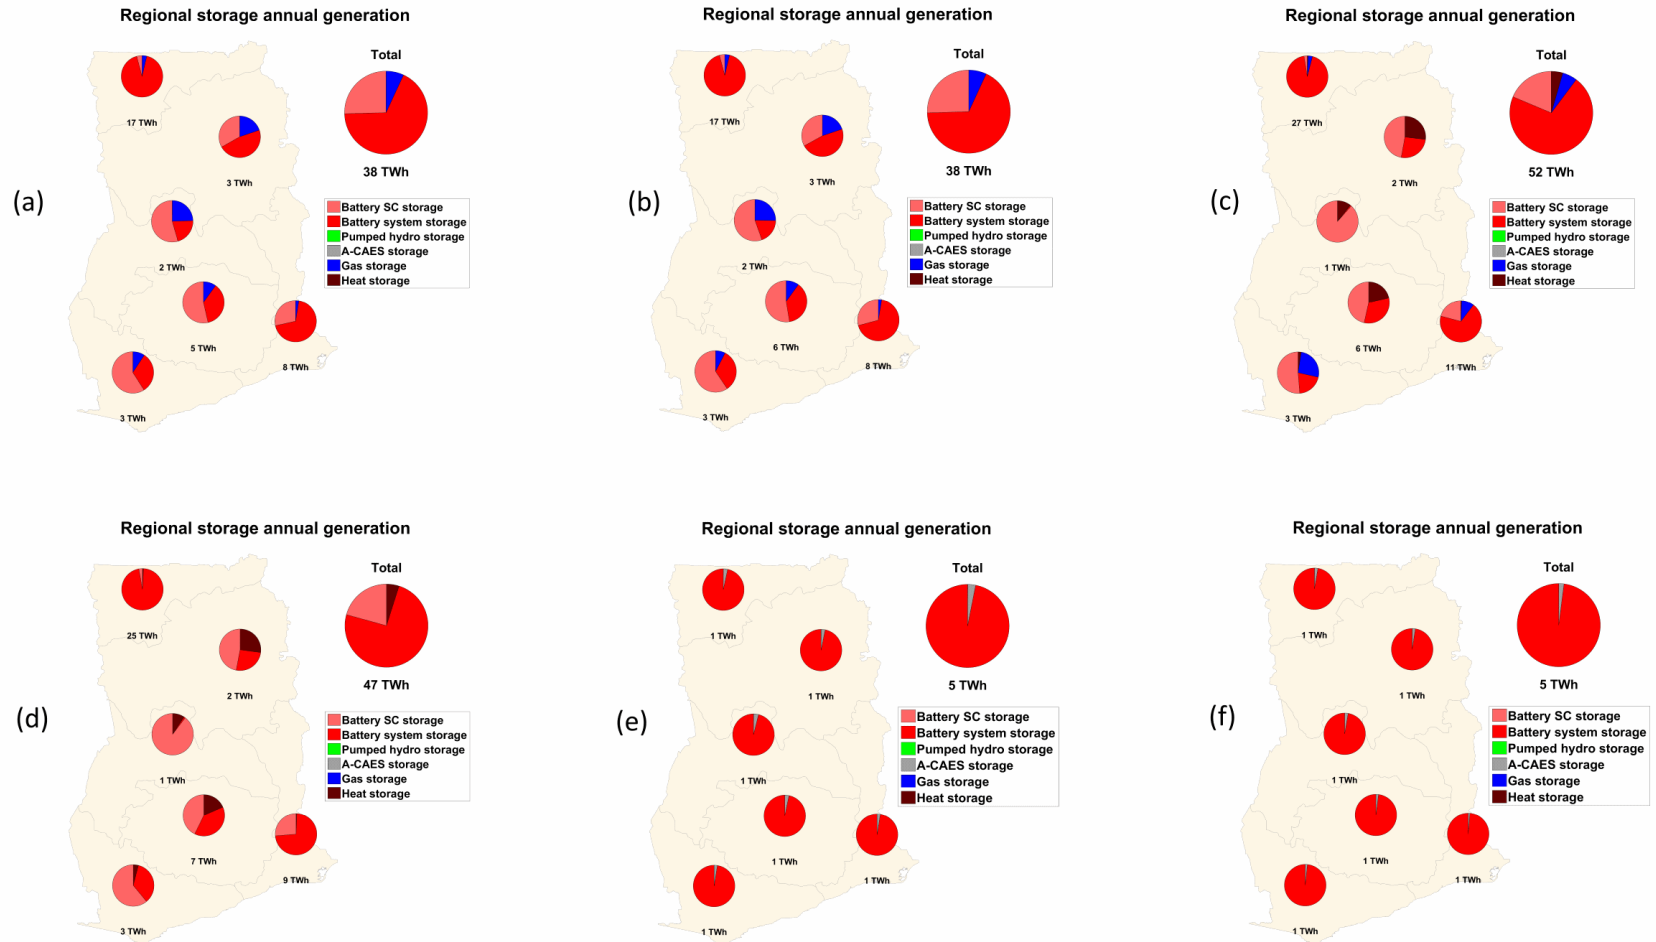 Regional storage annual generation
Total
17 TWh
3 TWh
38 TWh
(a)
Battery SC storage
Battery system storage
Pumped hydro storage
A-CAES storage
Gas storage
Heat storage
2 TWh
5 TWh
8 TWh
3 TWh
Regional storage annual generation
Total
17 TWh
3 TWh
38 TWh
(b)
Battery SC storage
Battery system storage
Pumped hydro storage
A-CAES storage
Gas storage
Heat storage
2 TWh
6 TWh
8 TWh
3 TWh
Regional storage annual generation
Total
27 TWh
2 TWh
52 TWh
(c)
Battery SC storage
Battery system storage
Pumped hydro storage
A-CAES storage
Gas storage
Heat storage
1 TWh
6 TWh
11 TWh
3 TWh
Regional storage annual generation
Total
25 TWh
2 TWh
47 TWh
(d)
Battery SC storage
Battery system storage
Pumped hydro storage
A-CAES storage
Gas storage
Heat storage
1 TWh
7 TWh
9 TWh
3 TWh
Regional storage annual generation
Total
1 TWh
1 TWh
5 TWh
(e)
Battery SC storage
Battery system storage
Pumped hydro storage
A-CAES storage
Gas storage
Heat storage
1 TWh
1 TWh
1 TWh
1 TWh
Regional storage annual generation
Total
1 TWh
1 TWh
5 TWh
(f)
Battery SC storage
Battery system storage
Pumped hydro storage
A-CAES storage
Gas storage
Heat storage
1 TWh
1 TWh
1 TWh
1 TWh